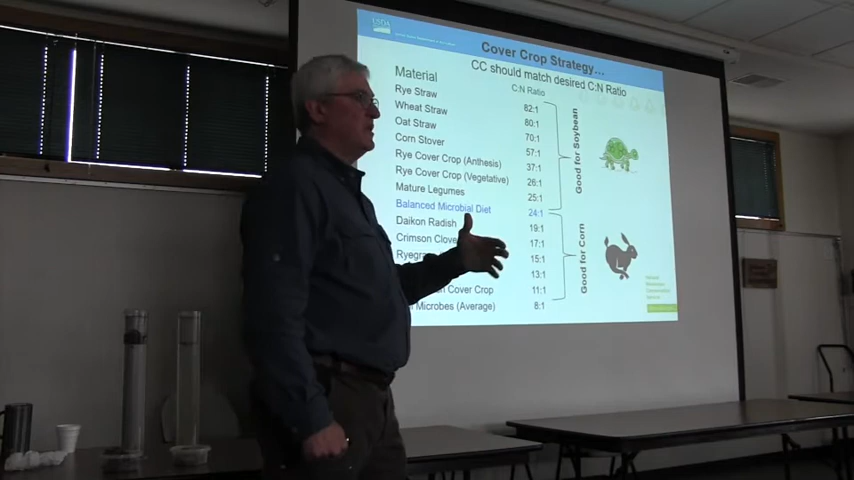 USDA
Cover Crop Strategy…
CC should match desired C:N Ratio
Material C:N Ratio
Rye Straw 82:1
Wheat Straw 80:1
Oat Straw 70:1
Corn Stover 57:1
Rye Cover Crop (Anthesis) 37:1
Rye Cover Crop (Vegetative) 26:1
Mature Legumes 25:1
Balanced Microbial Diet 24:1
Daikon Radish 19:1
Crimson Clove 17:1
Ryegr 15:1
13:1
Cover Crop 11:1
Microbes (Average) 8:1
Good for Soybean
Good for Corn